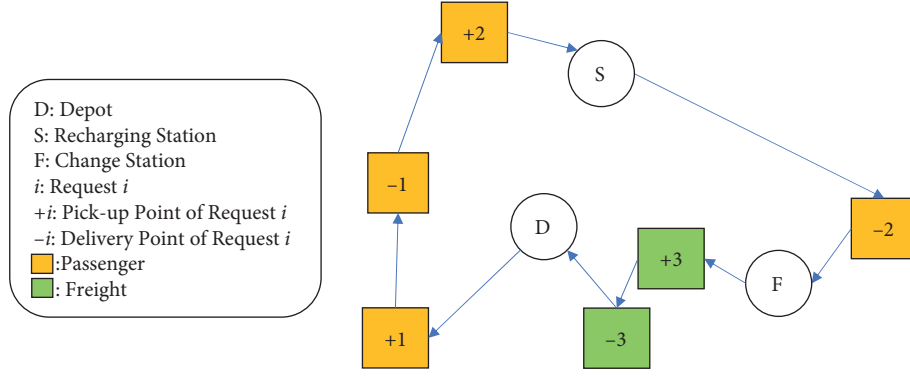 D: Depot
S: Recharging Station
F: Change Station
i: Request i
+i: Pick-up Point of Request i
–i: Delivery Point of Request i
:Passenger
: Freight
+2
S
–1
–2
D
+3
F
+1
–3